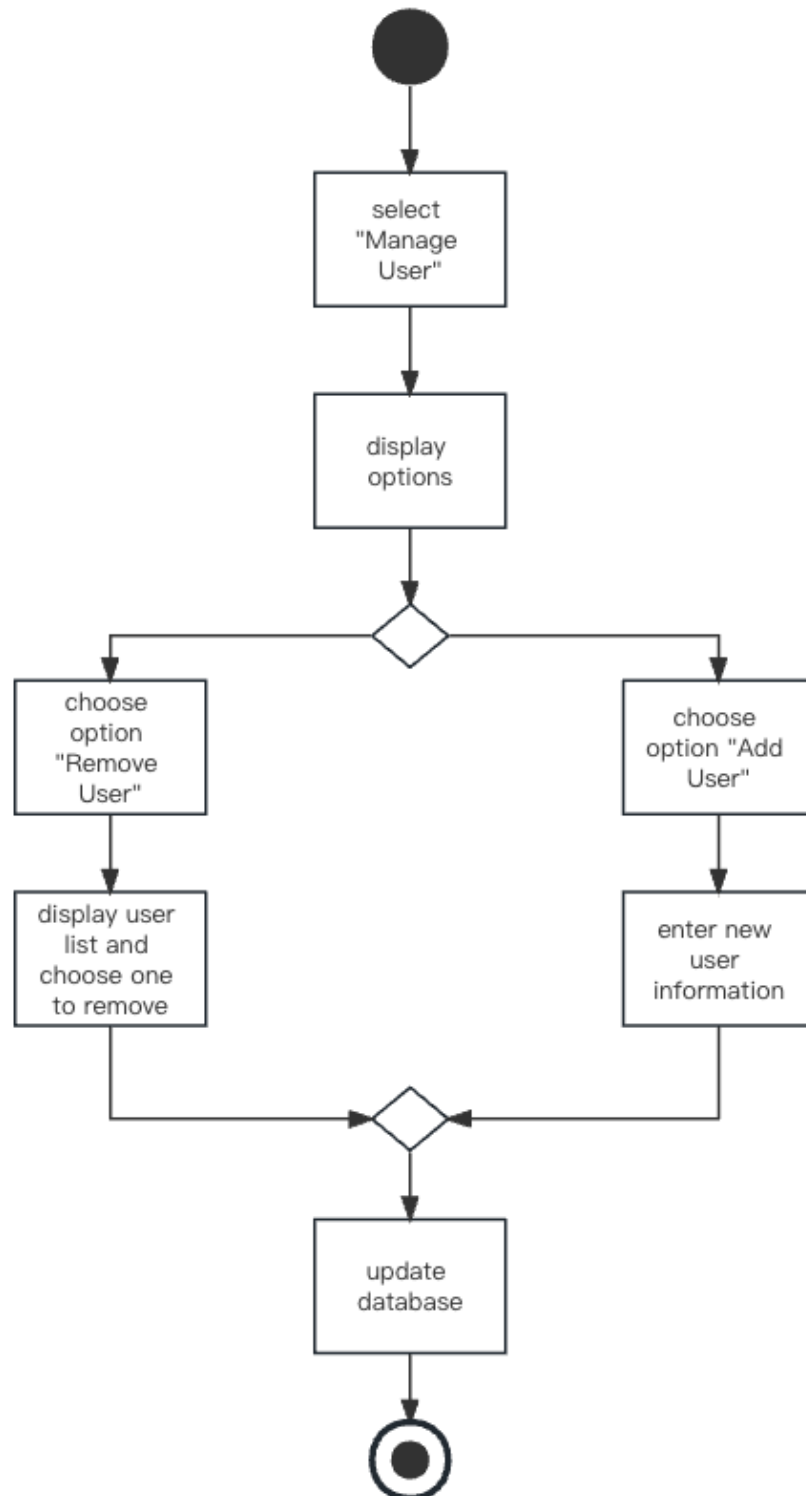 select
"Manage
User"
display
options
choose
option
"Remove
User"
choose
option "Add
User"
display user
list and
choose one
to remove
enter new
user
information
update
database